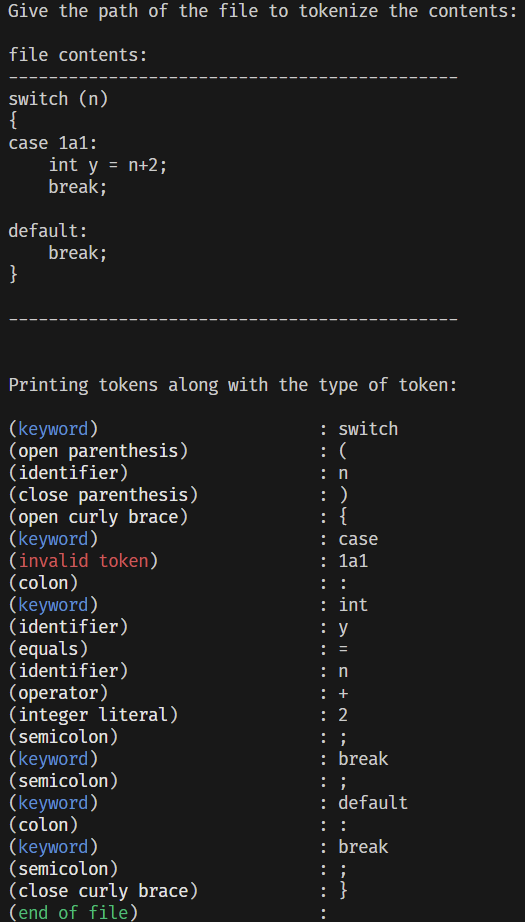 Give the path of the file to tokenize the contents:
file contents:
---------------------------------------------
switch (n)
{
case 1a1:
    int y = n+2;
    break;
default:
    break;
}
---------------------------------------------
Printing tokens along with the type of token:
(keyword) : switch
(open parenthesis) : (
(identifier) : n
(close parenthesis) : )
(open curly brace) : {
(keyword) : case
(invalid token) : 1a1
(colon) : :
(keyword) : int
(identifier) : y
(equals) : =
(identifier) : n
(operator) : +
(integer literal) : 2
(semicolon) : ;
(keyword) : break
(semicolon) : ;
(keyword) : default
(colon) : :
(keyword) : break
(semicolon) : ;
(close curly brace) : }
(end of file) :